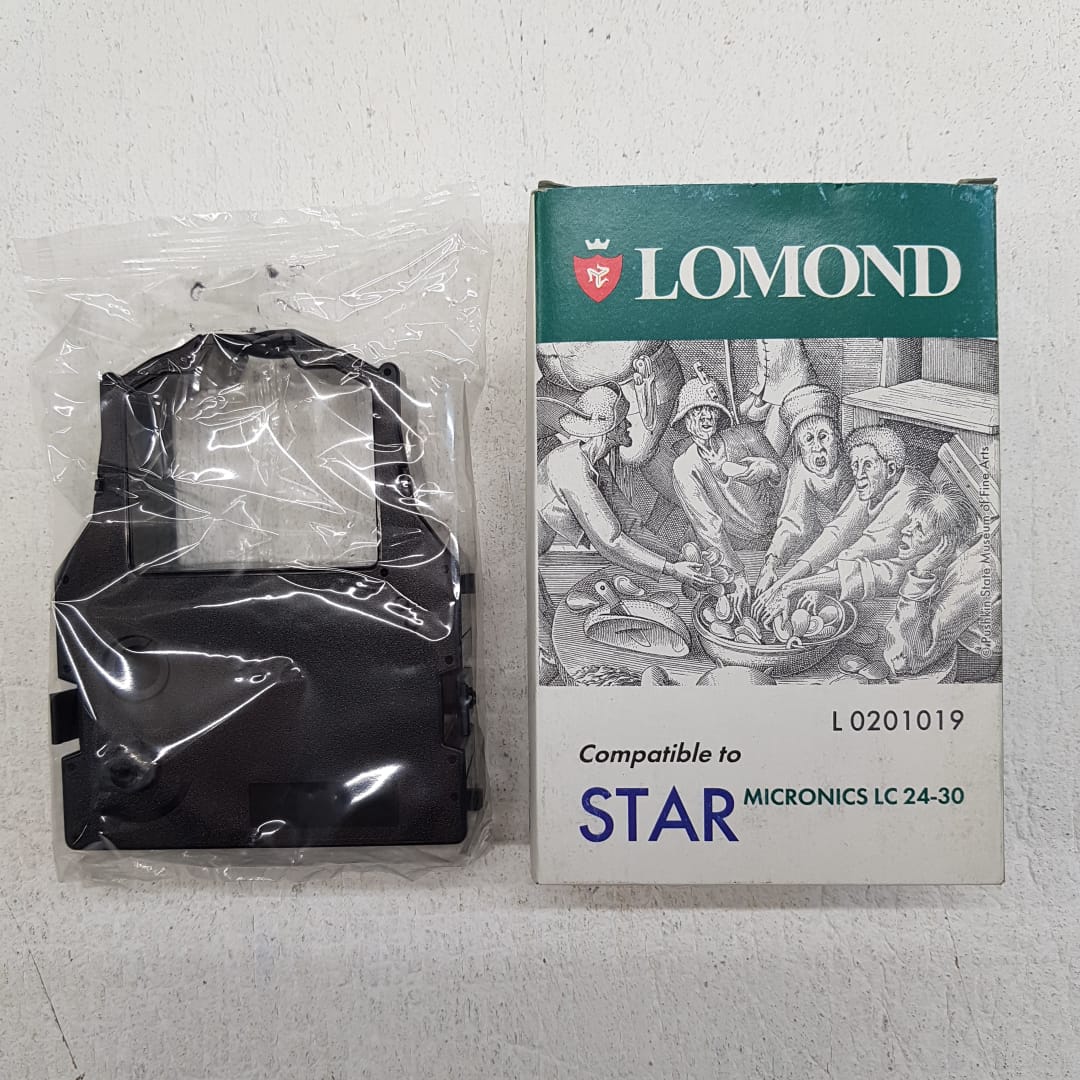 LOMOND
© Pushkin State Museum of Fine Arts
L 0201019
Compatible to
STAR MICRONICS LC 24-30